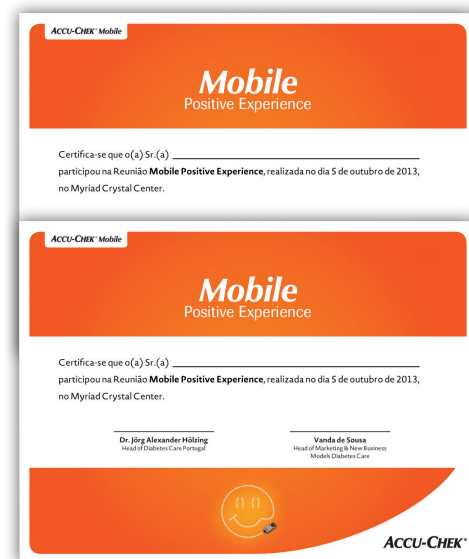 ACCU-CHEK® Mobile
Mobile
Positive Experience
Certifica-se que o(a) Sr.(a)
participou na Reunião Mobile Positive Experience, realizada no dia 5 de outubro de 2013,
no Myriad Crystal Center.
ACCU-CHEK® Mobile
Mobile
Positive Experience
Certifica-se que o(a) Sr.(a)
participou na Reunião Mobile Positive Experience, realizada no dia 5 de outubro de 2013,
no Myriad Crystal Center.
Dr. Jörg Alexander Hölzing
Head of Diabetes Care Portugal
Vanda de Sousa
Head of Marketing & New Business
Models Diabetes Care
ACCU-CHEK®